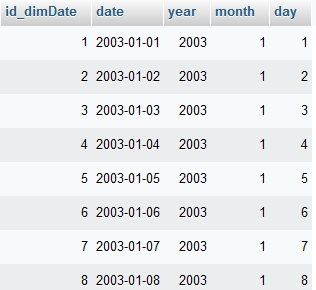 id_dimDate date year month day
1 2003-01-01 2003 1 1
2 2003-01-02 2003 1 2
3 2003-01-03 2003 1 3
4 2003-01-04 2003 1 4
5 2003-01-05 2003 1 5
6 2003-01-06 2003 1 6
7 2003-01-07 2003 1 7
8 2003-01-08 2003 1 8